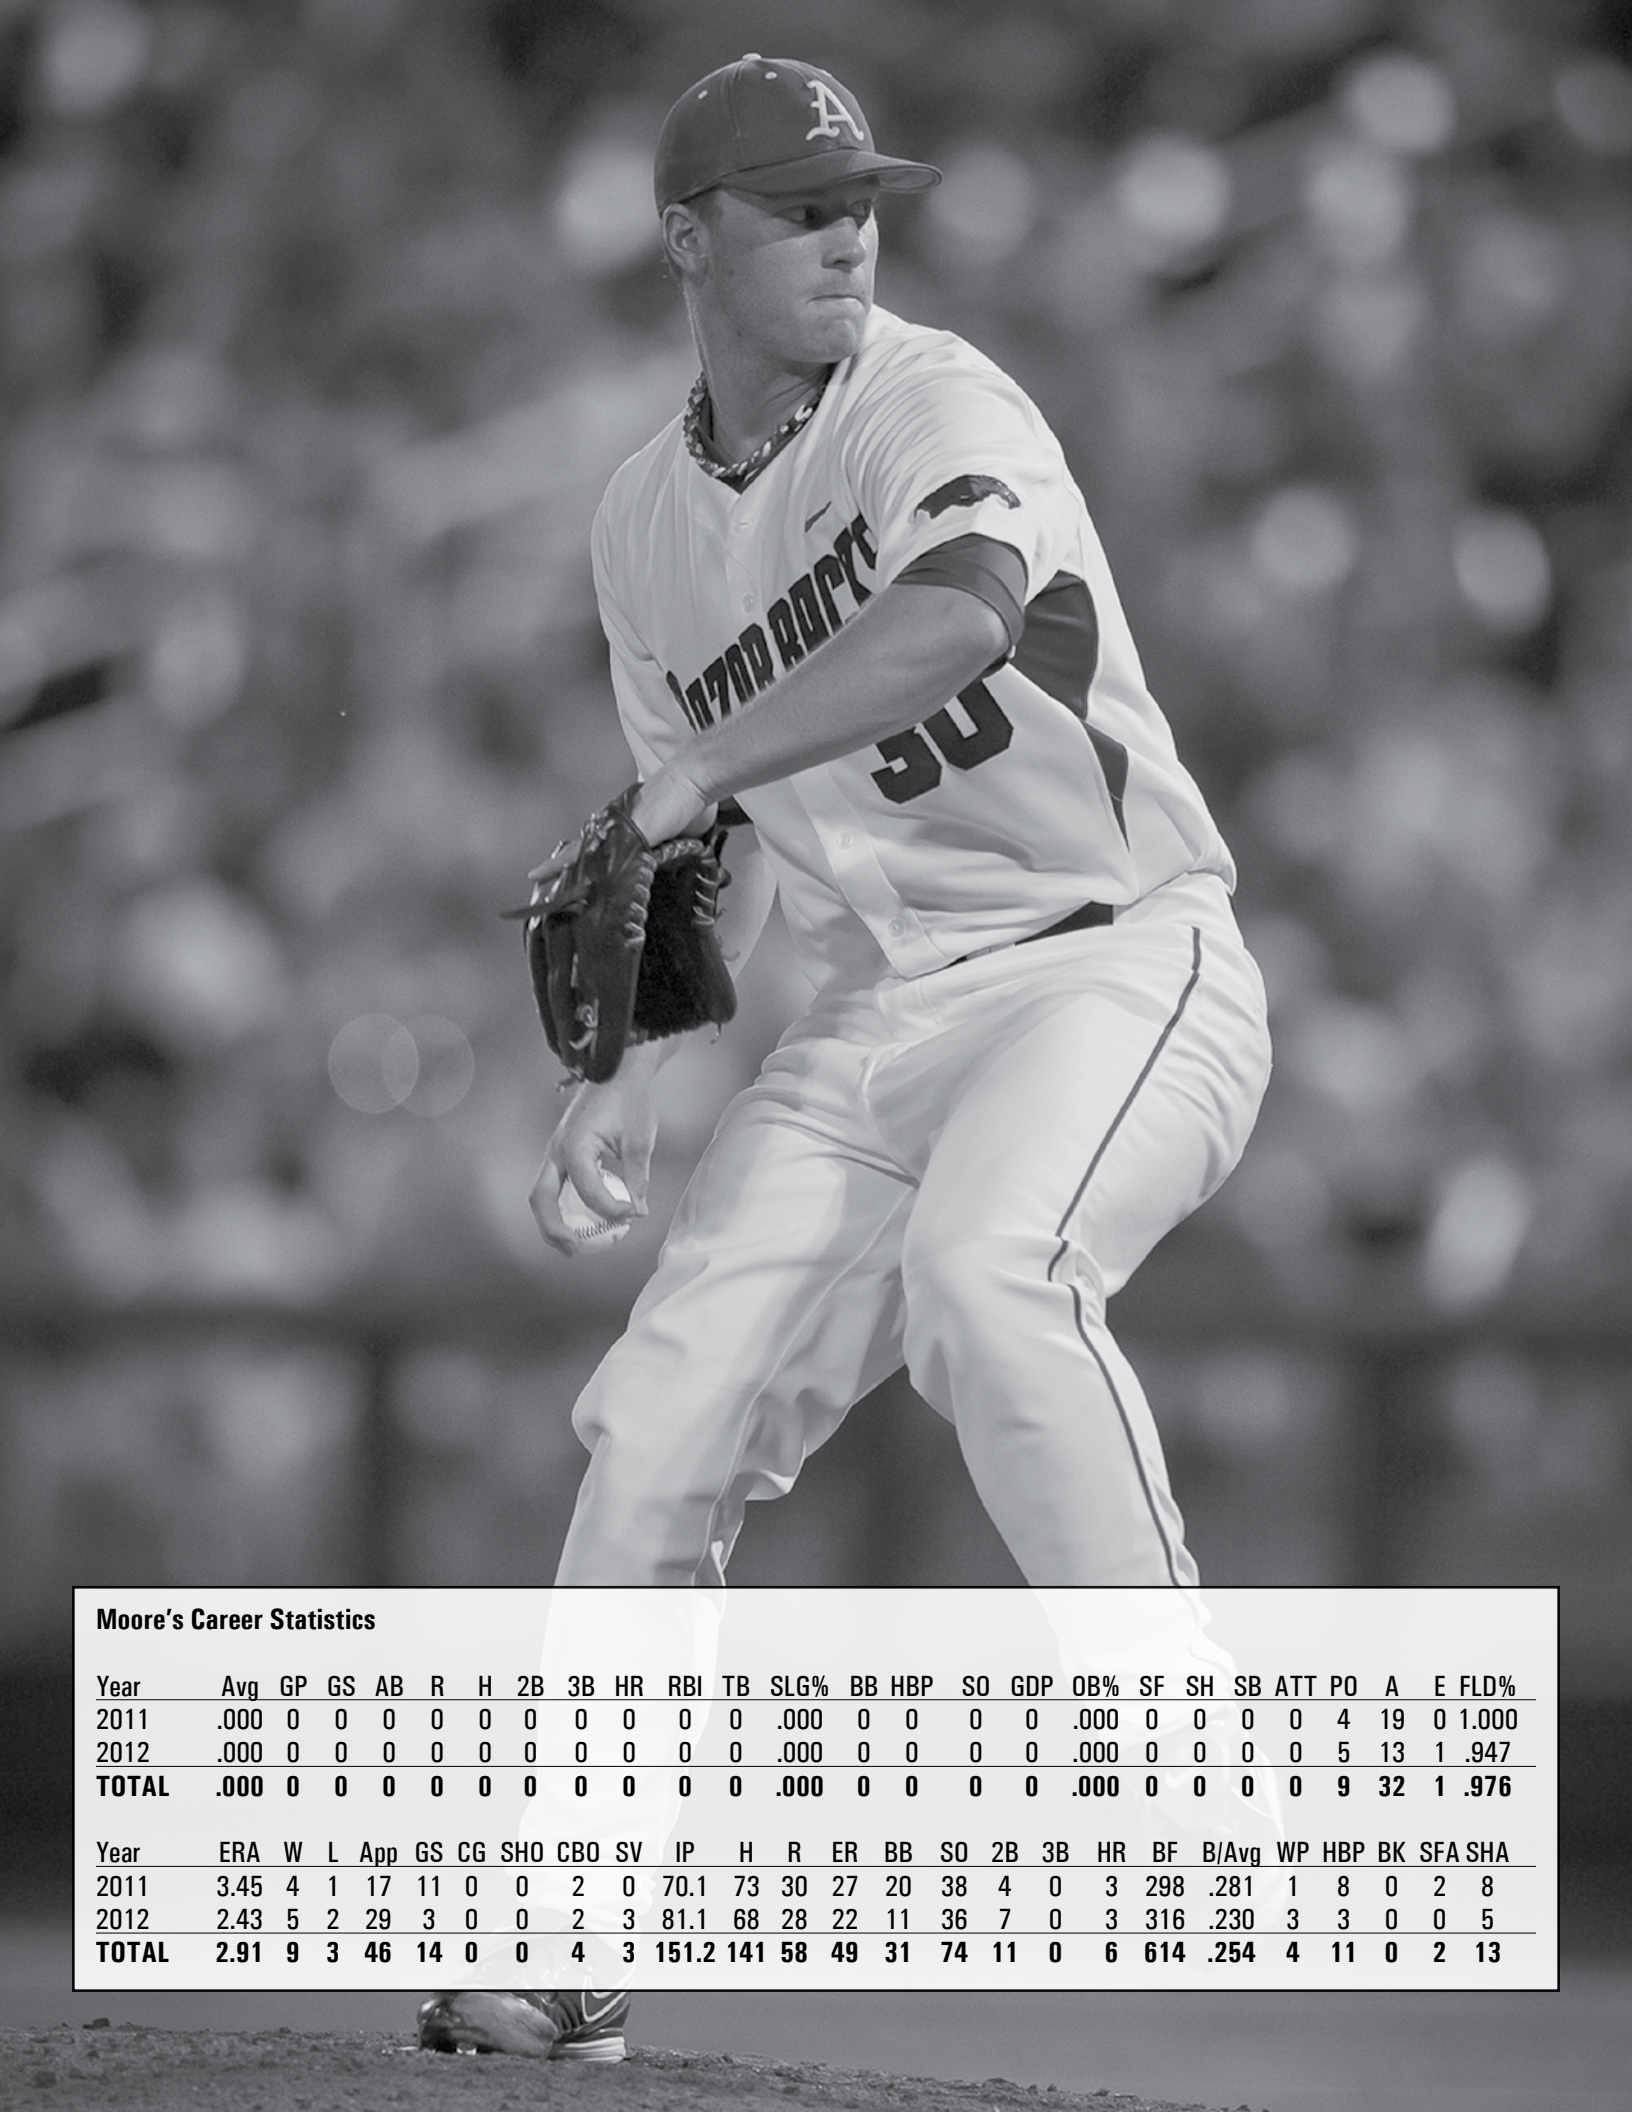 A
RAZORBACKS
30
Moore's Career Statistics
Year Avg GP GS AB R H 2B 3B HR RBI TB SLG% BB HBP SO GDP OB% SF SH SB ATT PO A E FLD%
2011 .000 0 0 0 0 0 0 0 0 0 0 .000 0 0 0 0 .000 0 0 0 0 4 19 0 1.000
2012 .000 0 0 0 0 0 0 0 0 0 0 .000 0 0 0 0 .000 0 0 0 0 5 13 1 .947
TOTAL .000 0 0 0 0 0 0 0 0 0 0 .000 0 0 0 0 .000 0 0 0 0 9 32 1 .976
Year ERA W L App GS CG SHO CBO SV IP H R ER BB SO 2B 3B HR BF B/Avg WP HBP BK SFA SHA
2011 3.45 4 1 17 11 0 0 2 0 70.1 73 30 27 20 38 4 0 3 298 .281 1 8 0 2 8
2012 2.43 5 2 29 3 0 0 2 3 81.1 68 28 22 11 36 7 0 3 316 .230 3 3 0 0 5
TOTAL 2.91 9 3 46 14 0 0 4 3 151.2 141 58 49 31 74 11 0 6 614 .254 4 11 0 2 13